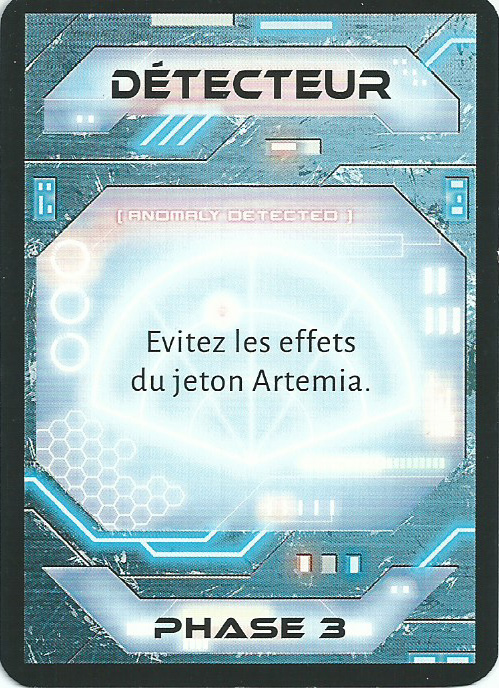 DÉTECTEUR
[ ANOMALY DETECTED ]
Evitez les effets
du jeton Artemia.
PHASE 3